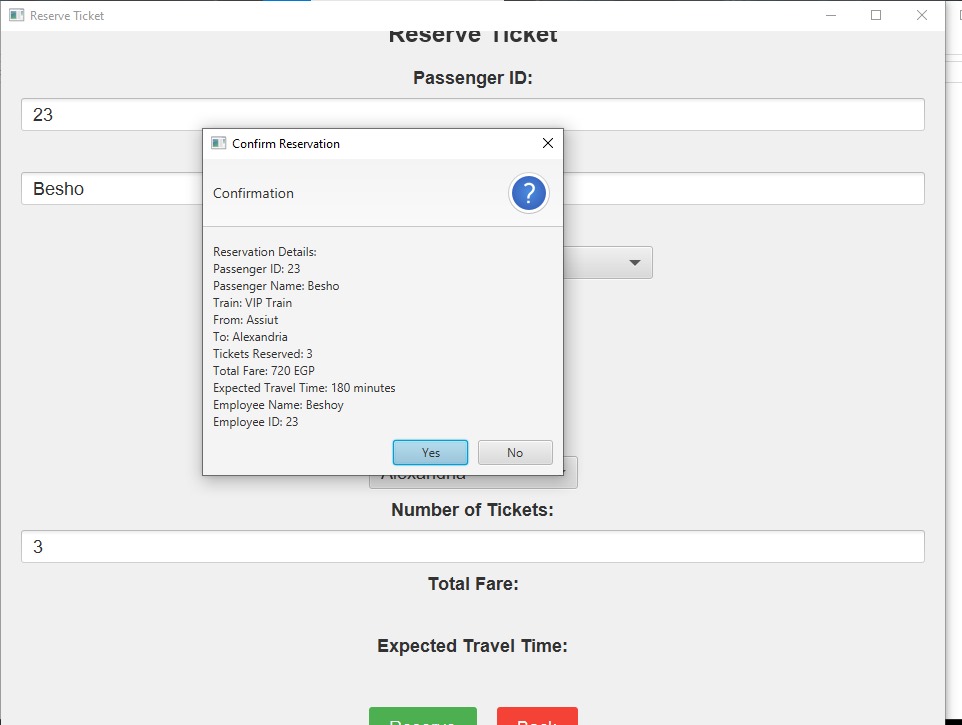 Reserve Ticket
Reserve Ticket
Passenger ID:
23
Confirm Reservation
Besho
Confirmation
?
Reservation Details:
Passenger ID: 23
Passenger Name: Besho
Train: VIP Train
From: Assiut
To: Alexandria
Tickets Reserved: 3
Total Fare: 720 EGP
Expected Travel Time: 180 minutes
Employee Name: Beshoy
Employee ID: 23
Yes No
Alexandria
Number of Tickets:
3
Total Fare:
Expected Travel Time:
Reserve Back